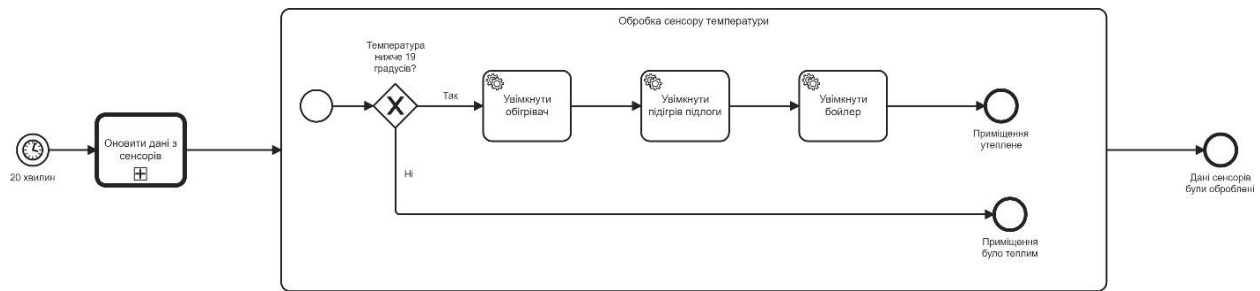 Обробка сенсору температури
Температура
нижче 19
градусів?
Так
Увімкнути
обігрівач
Увімкнути
підігрів підлоги
Увімкнути
бойлер
Приміщення
утеплене
20 хвилин
Оновити дані з
сенсорів
Ні
Приміщення
було теплим
Дані сенсорів
були оброблені